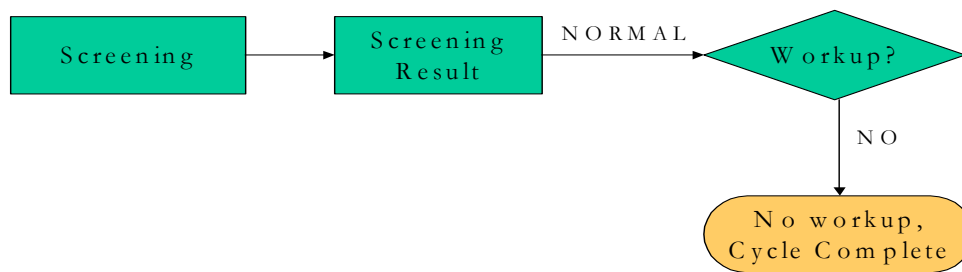 Screening
Screening
Result
NORMAL
Workup?
NO
No workup,
Cycle Complete